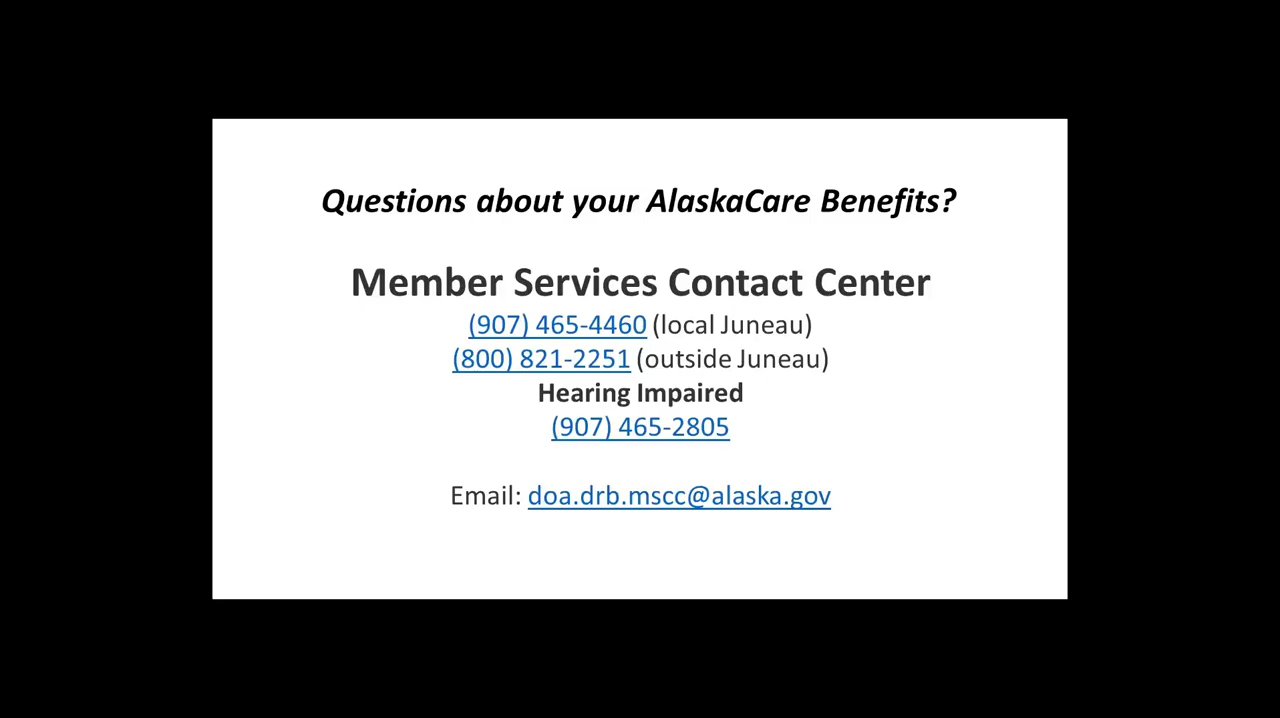 Questions about your AlaskaCare Benefits?
Member Services Contact Center
(907) 465-4460 (local Juneau)
(800) 821-2251 (outside Juneau)
Hearing Impaired
(907) 465-2805
Email: doa.drb.mscc@alaska.gov